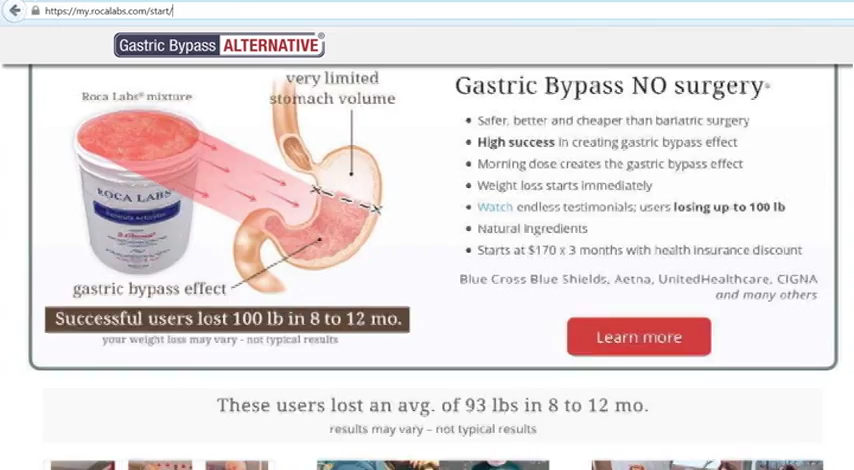 https://my.rocalabs.com/start/
Gastric Bypass ALTERNATIVE®
Roca Labs® mixture
very limited
stomach volume
ROCA LABS
gastric bypass effect
Successful users lost 100 lb in 8 to 12 mo.
your weight loss may vary - not typical results
Gastric Bypass NO surgery®
Safer, better and cheaper than bariatric surgery
High success in creating gastric bypass effect
Morning dose creates the gastric bypass effect
Weight loss starts immediately
Watch endless testimonials; users losing up to 100 lb
Natural ingredients
Starts at $170 x 3 months with health insurance discount
Blue Cross Blue Shields, Aetna, UnitedHealthcare, CIGNA
and many others
Learn more
These users lost an avg. of 93 lbs in 8 to 12 mo.
results may vary – not typical results